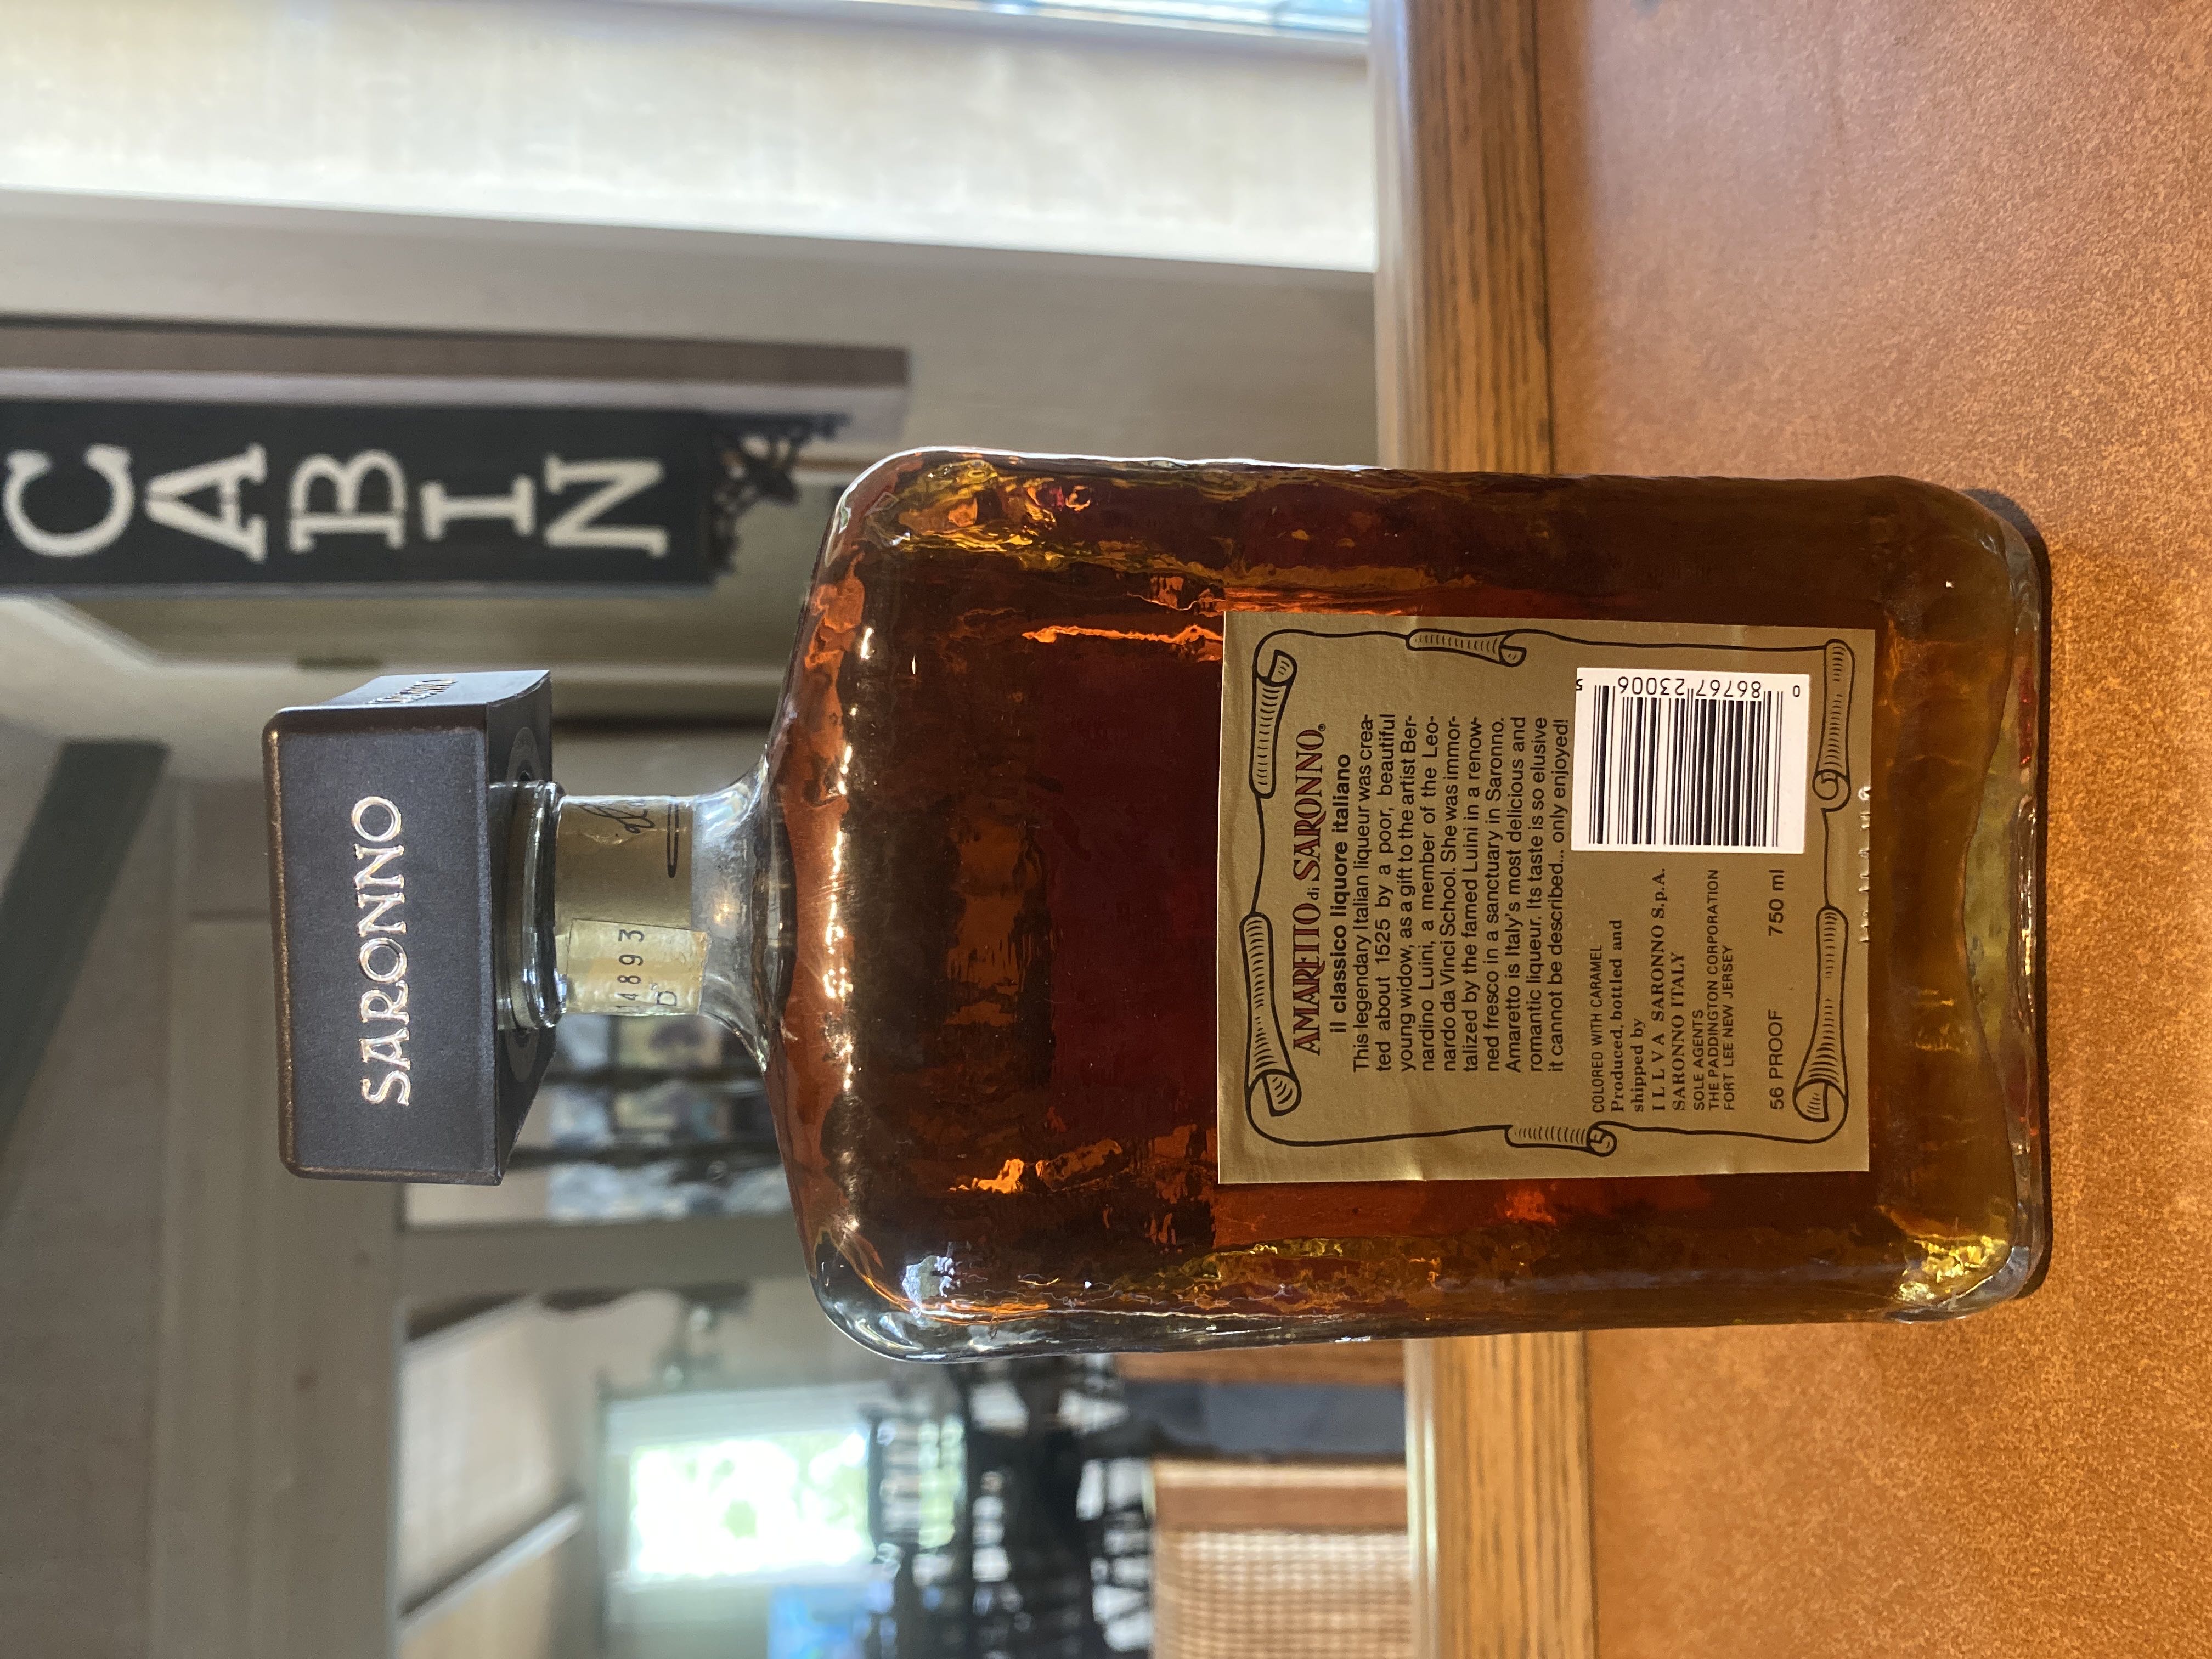 CABIN
SARONNO
14893
D
AMARETTO di SARONNO®
il classico liquore italiano
This legendary Italian liqueur was crea-
ted about 1525 by a poor, beautiful
young widow, as a gift to the artist Ber-
nardino Luini, a member of the Leo-
nardo da Vinci School. She was immor-
talized by the famed Luini in a renow-
ned fresco in a sanctuary in Saronno.
Amaretto is Italy's most delicious and
romantic liqueur. Its taste is so elusive
it cannot be described... only enjoyed!
COLORED WITH CARAMEL
Produced, bottled and
shipped by
ILLVA SARONNO S.p.A.
SARONNO ITALY
SOLE AGENTS
THE PADDINGTON CORPORATION
FORT LEE NEW JERSEY
56 PROOF 750 ml
0 86767 23006 5